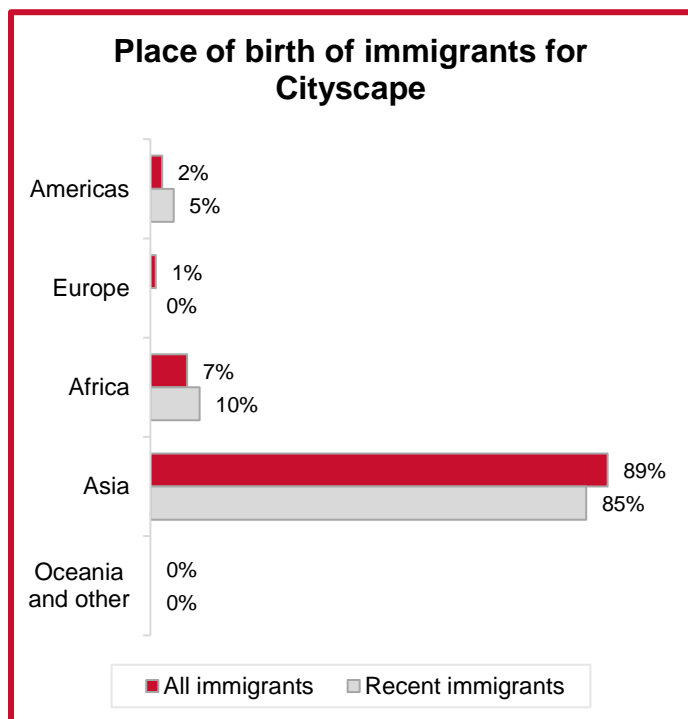 Place of birth of immigrants for
Cityscape
Americas
2%
5%
Europe
1%
0%
Africa
7%
10%
Asia
89%
85%
Oceania
and other
0%
0%
All immigrants
Recent immigrants